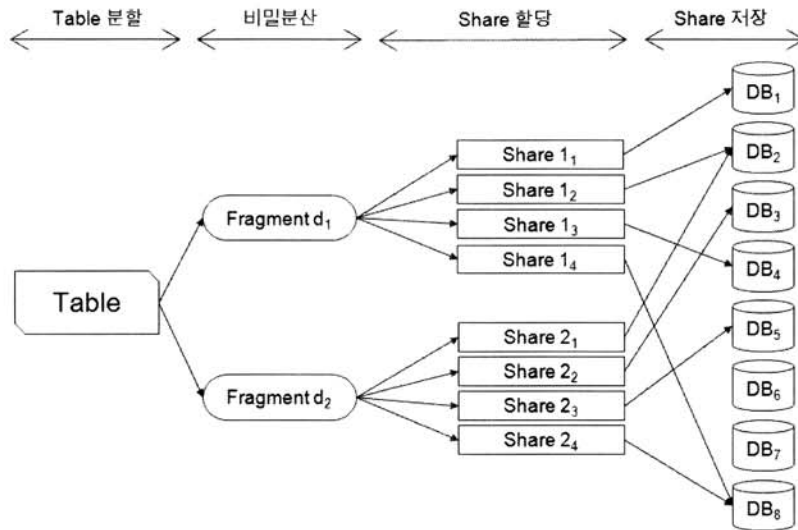 Table 분할
비밀분산
Share 할당
Share 저장
Table
Fragment d₁
Fragment d₂
Share 1₁
Share 1₂
Share 1₃
Share 1₄
Share 2₁
Share 2₂
Share 2₃
Share 2₄
DB₁
DB₂
DB₃
DB₄
DB₅
DB₆
DB₇
DB₈